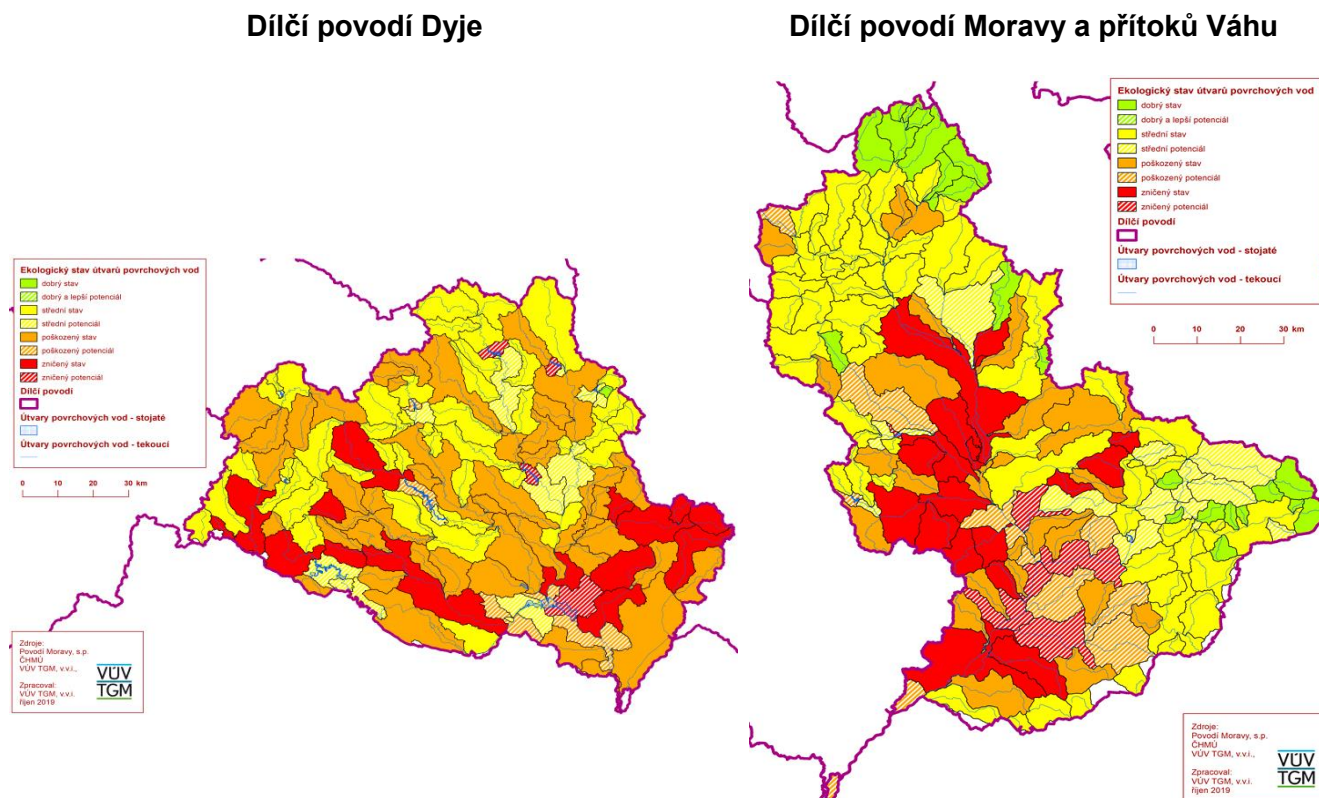 Dílčí povodí Dyje
Dílčí povodí Moravy a přítoků Váhu
Ekologický stav útvarů povrchových vod
dobrý stav
dobrý a lepší potenciál
střední stav
střední potenciál
poškozený stav
poškozený potenciál
zničený stav
zničený potenciál
Dílčí povodí
Útvary povrchových vod - stojaté
Útvary povrchových vod - tekoucí
0 10 20 30 km
Zdroje:
Povodí Moravy, s.p.
ČHMÚ
VÚV TGM, v.v.i.,
Zpracoval:
VÚV TGM, v.v.i.
říjen 2019
VÚV
TGM
Ekologický stav útvarů povrchových vod
dobrý stav
dobrý a lepší potenciál
střední stav
střední potenciál
poškozený stav
poškozený potenciál
zničený stav
zničený potenciál
Dílčí povodí
Útvary povrchových vod - stojaté
Útvary povrchových vod - tekoucí
0 10 20 30 km
Zdroje:
Povodí Moravy, s.p.
ČHMÚ
VÚV TGM, v.v.i.,
Zpracoval:
VÚV TGM, v.v.i.
říjen 2019
VÚV
TGM